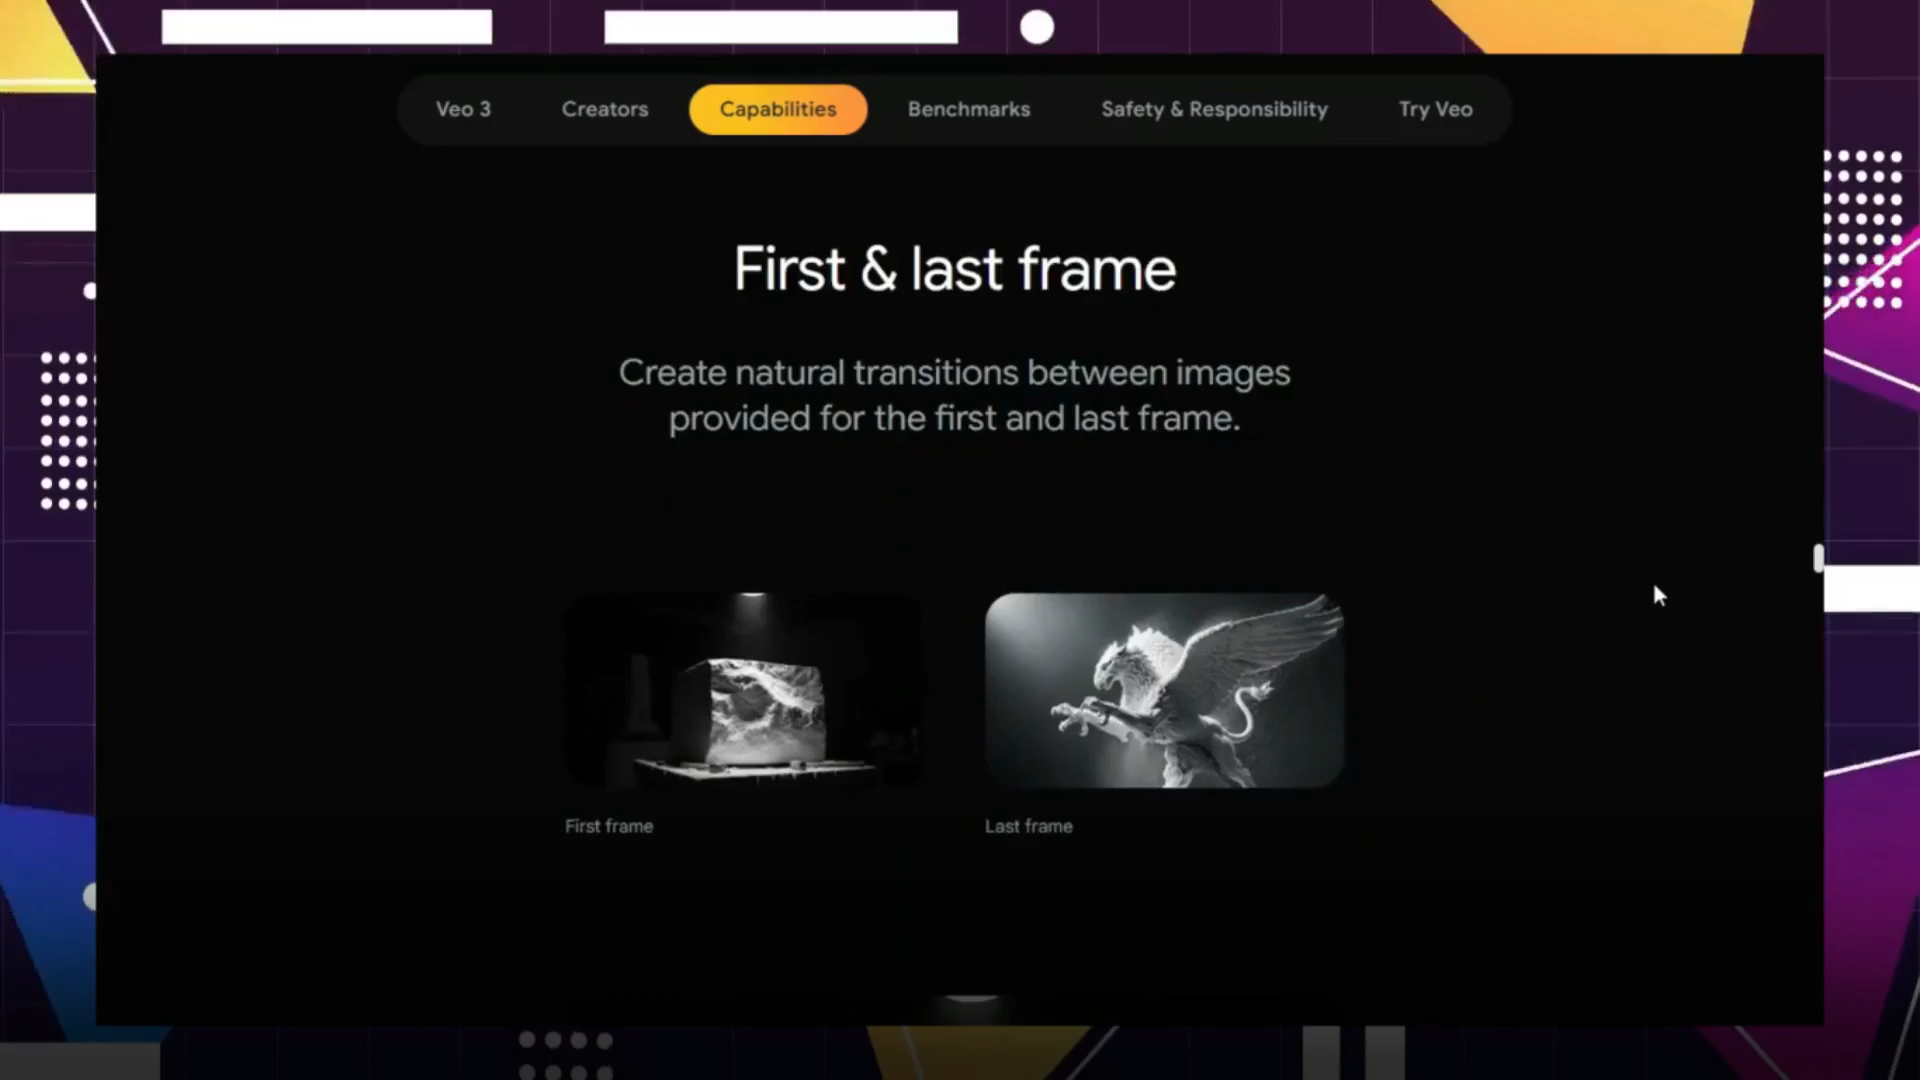 Veo 3 Creators Capabilities Benchmarks Safety & Responsibility Try Veo
First & last frame
Create natural transitions between images
provided for the first and last frame.
First frame Last frame